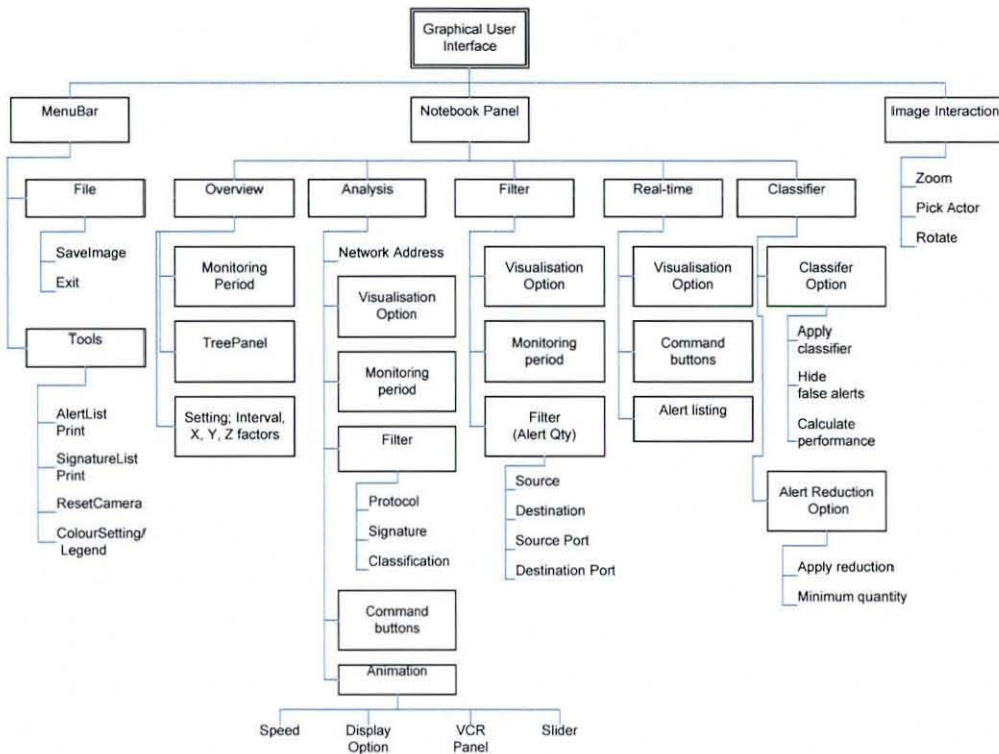 Graphical User
Interface
MenuBar
Notebook Panel
Image Interaction
File
SaveImage
Exit
Tools
AlertList
Print
SignatureList
Print
ResetCamera
ColourSetting/
Legend
Overview
Monitoring
Period
TreePanel
Setting; Interval,
X, Y, Z factors
Analysis
Network Address
Visualisation
Option
Monitoring
period
Filter
Protocol
Signature
Classification
Command
buttons
Animation
Speed
Display
Option
VCR
Panel
Slider
Filter
Visualisation
Option
Monitoring
period
Filter
(Alert Qty)
Source
Destination
Source Port
Destination Port
Real-time
Visualisation
Option
Command
buttons
Alert listing
Classifier
Classifer
Option
Apply
classifier
Hide
false alerts
Calculate
performance
Alert Reduction
Option
Apply reduction
Minimum quantity
Zoom
Pick Actor
Rotate